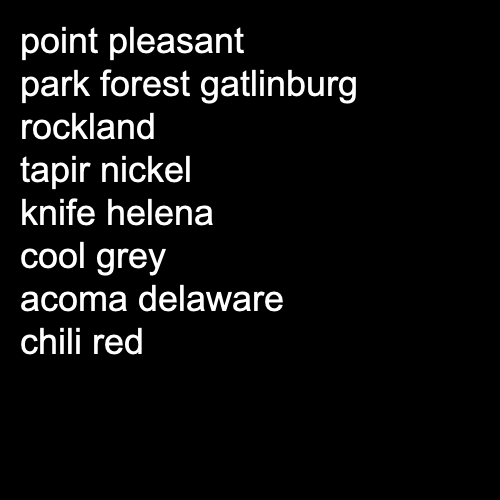 point pleasant
park forest gatlinburg
rockland
tapir nickel
knife helena
cool grey
acoma delaware
chili red